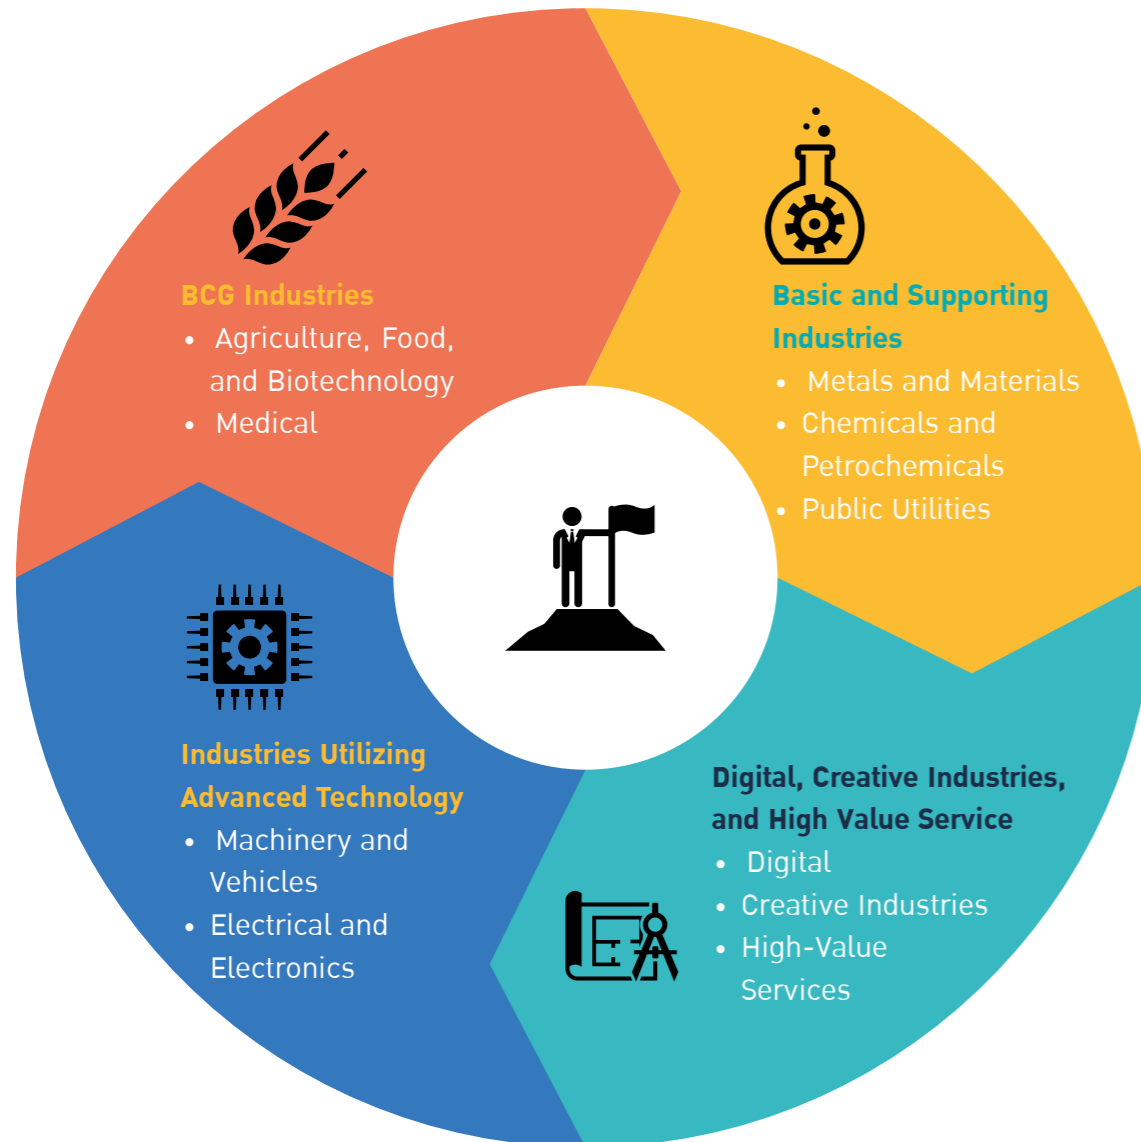 BCG Industries
• Agriculture, Food,
and Biotechnology
• Medical
Basic and Supporting
Industries
• Metals and Materials
• Chemicals and
Petrochemicals
• Public Utilities
Industries Utilizing
Advanced Technology
• Machinery and
Vehicles
• Electrical and
Electronics
Digital, Creative Industries,
and High Value Service
• Digital
• Creative Industries
• High-Value
Services